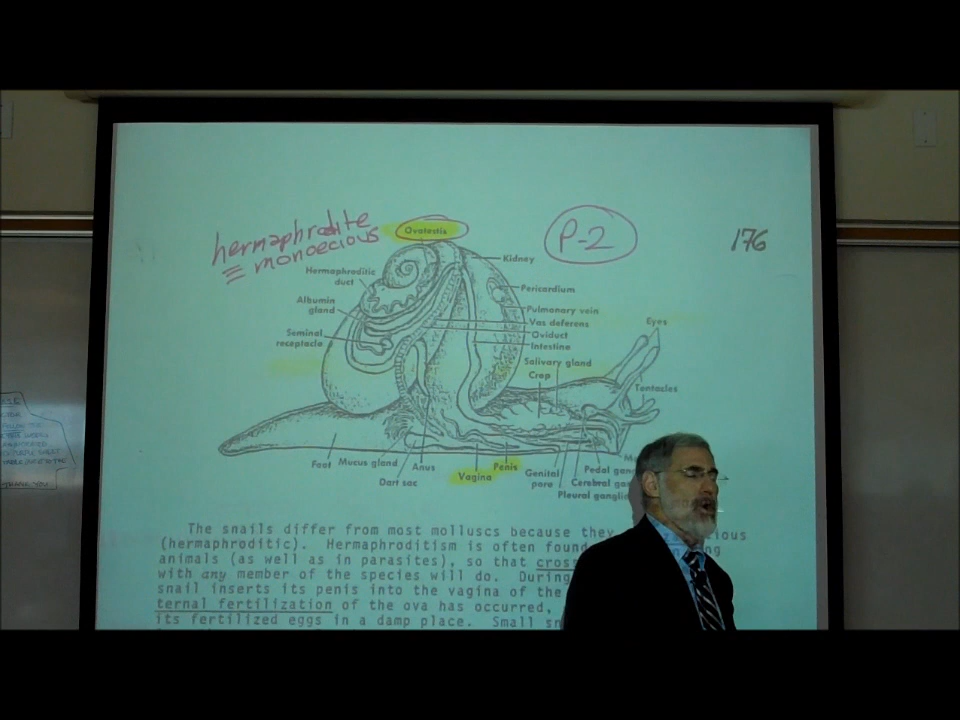 hermaphrodite
≡ monoecious
Ovotestis
P-2
176
Kidney
Hermaphroditic
duct
Pericardium
Albumin
gland
Pulmonary vein
Vas deferens
Eyes
Seminal
receptacle
Oviduct
Intestine
Salivary gland
Crop
Tentacles
Foot
Mucus gland
Anus
Dart sac
Vagina
Penis
Genital
pore
Pedal gang
Cerebral gan
Pleural ganglia
The snails differ from most molluscs because they
(hermaphroditic). Hermaphroditism is often found
animals (as well as in parasites), so that cross
with any member of the species will do. During
snail inserts its penis into the vagina of the
ternal fertilization of the ova has occurred,
its fertilized eggs in a damp place. Small sn
THANK YOU